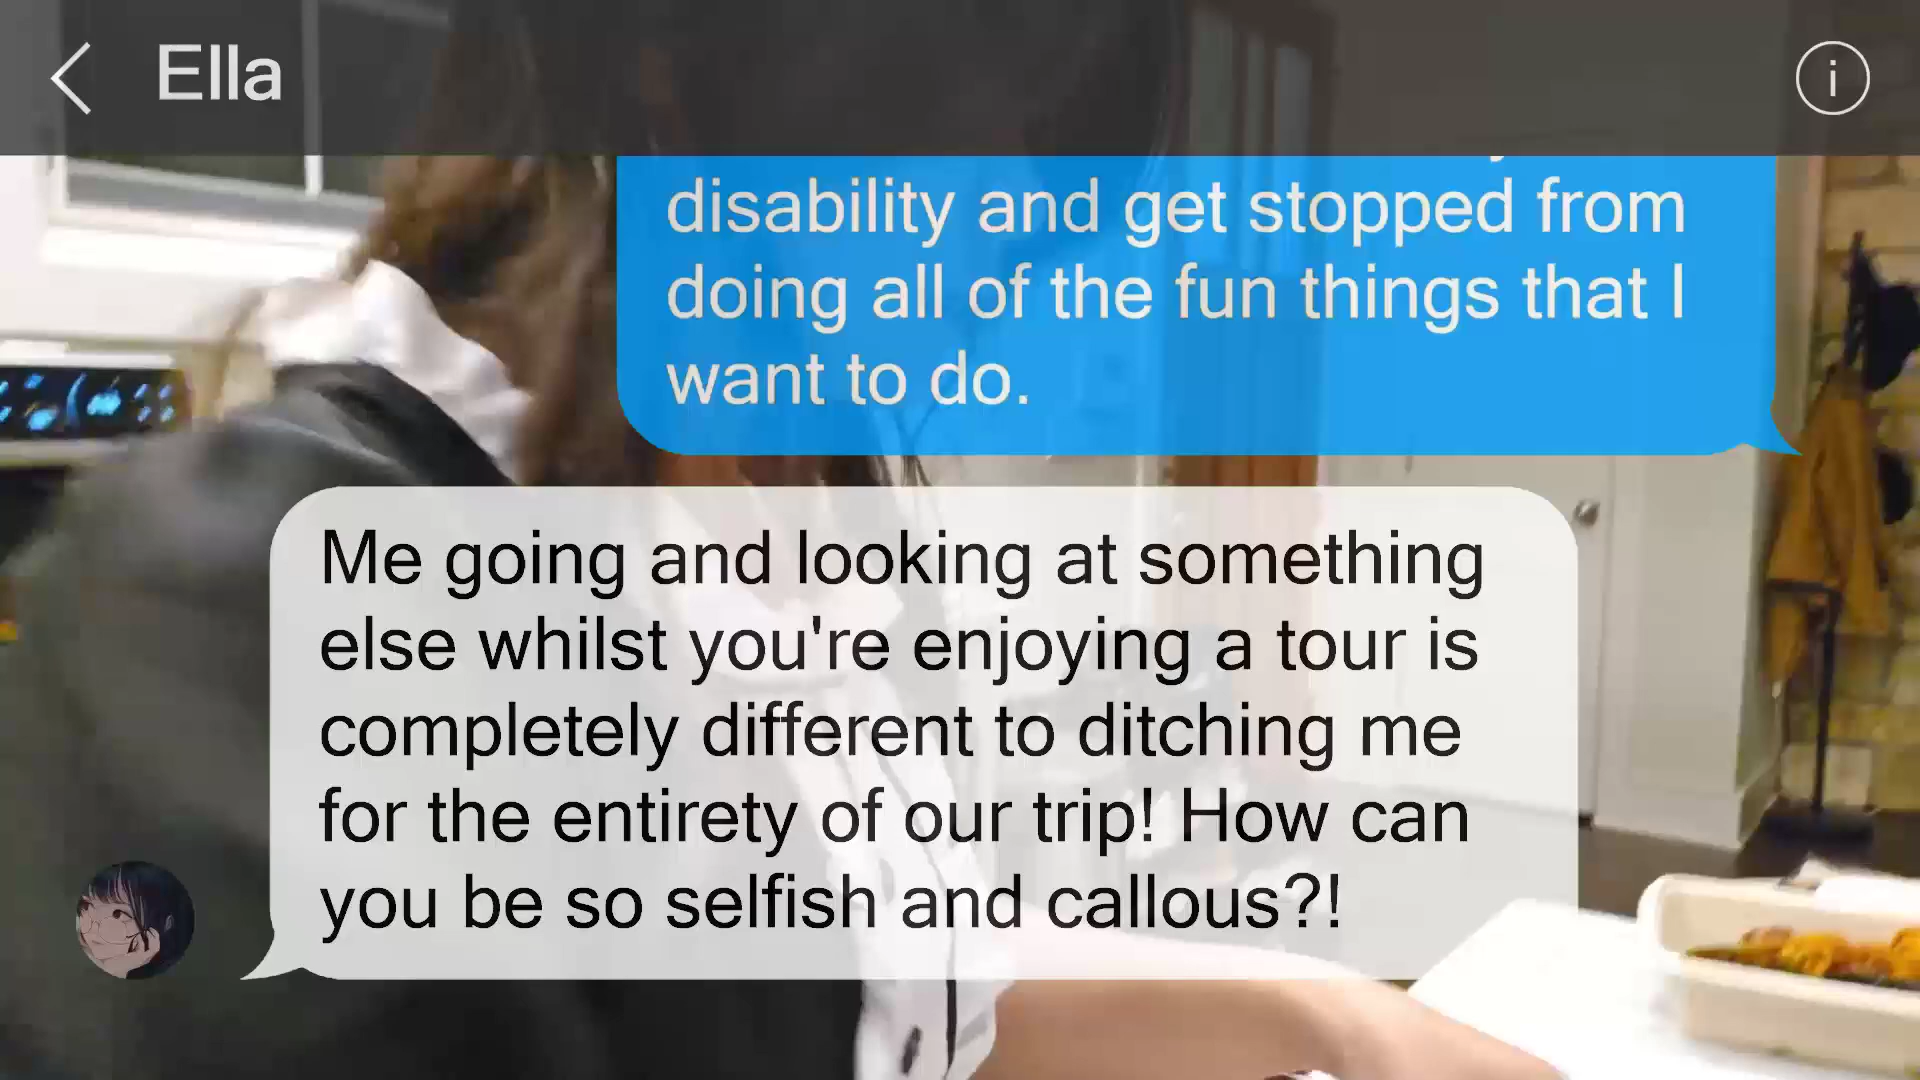 Ella
disability and get stopped from
doing all of the fun things that I
want to do.
Me going and looking at something
else whilst you're enjoying a tour is
completely different to ditching me
for the entirety of our trip! How can
you be so selfish and callous?!